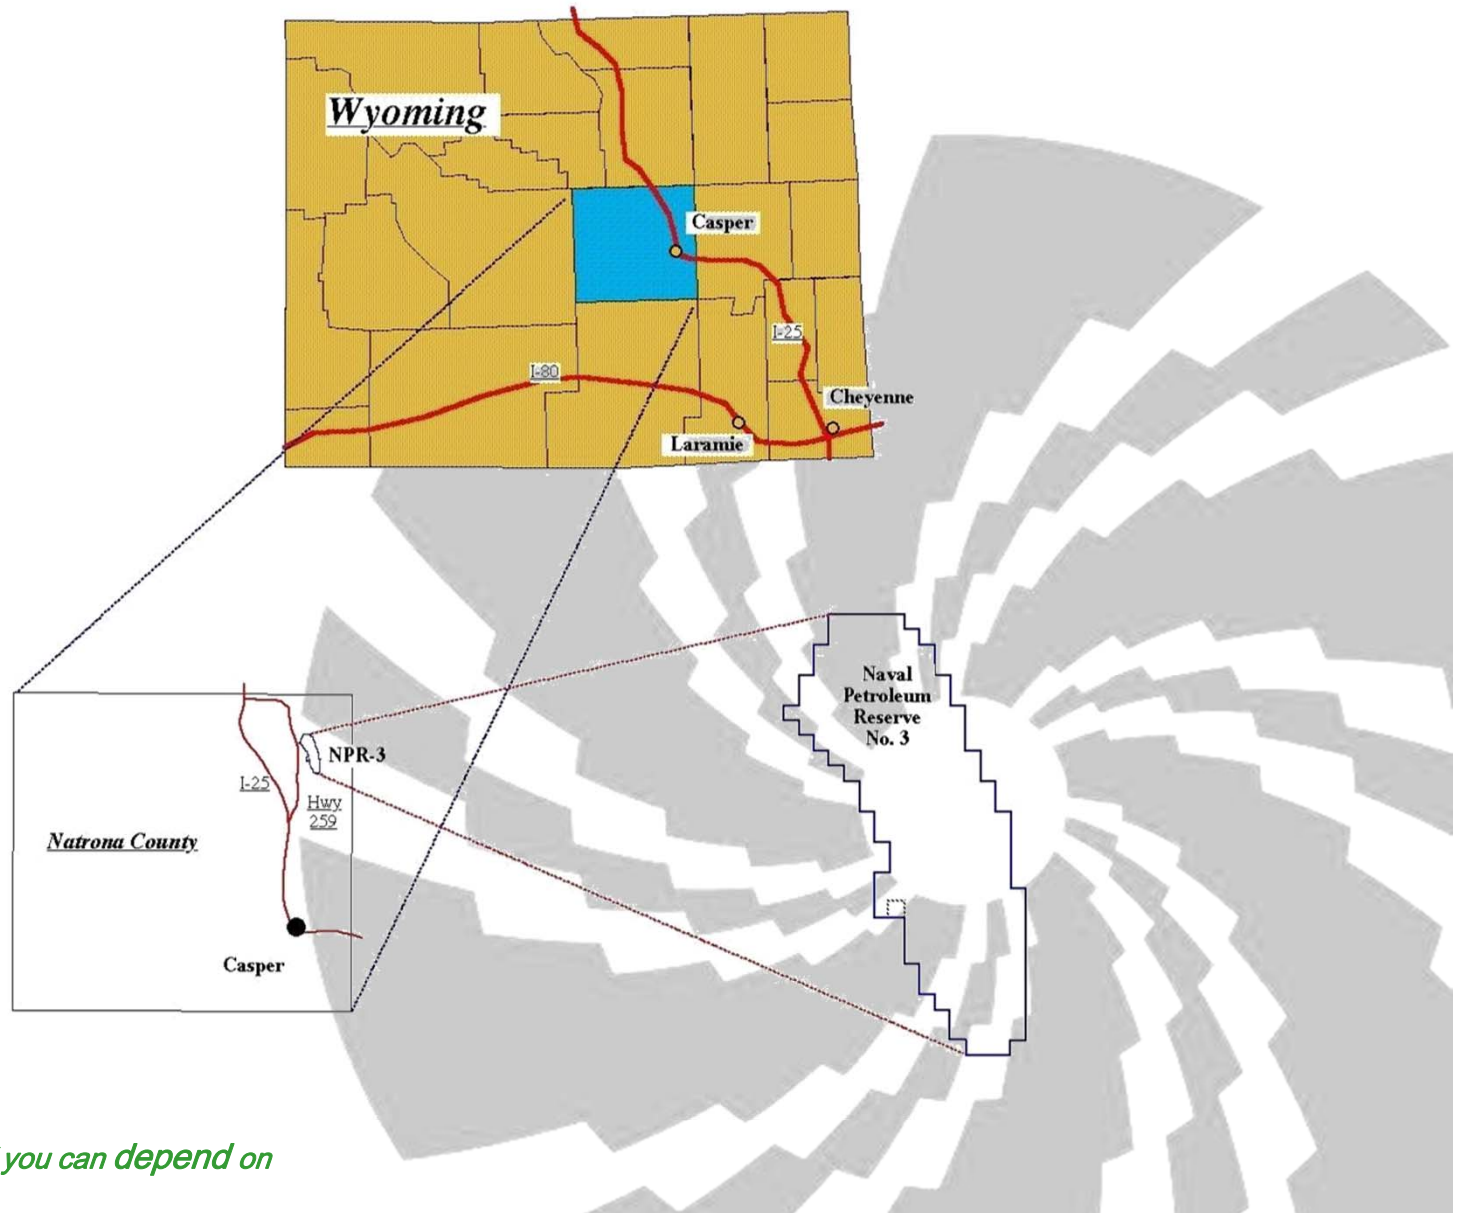 Wyoming
Casper
I-25
I-80
Cheyenne
Laramie
Naval
Petroleum
Reserve
No. 3
NPR-3
I-25
Hwy
259
Natrona County
Casper
you can depend on